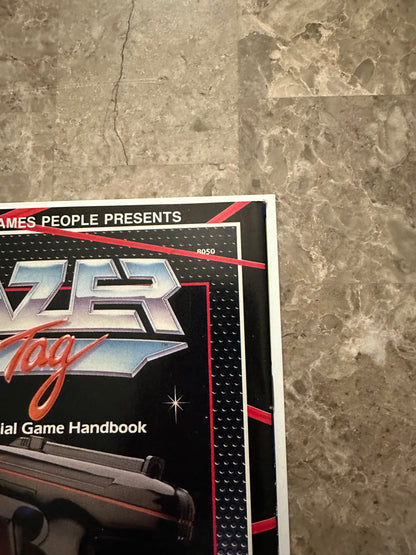 AMES PEOPLE PRESENTS
8050
ZER
Tag
ial Game Handbook